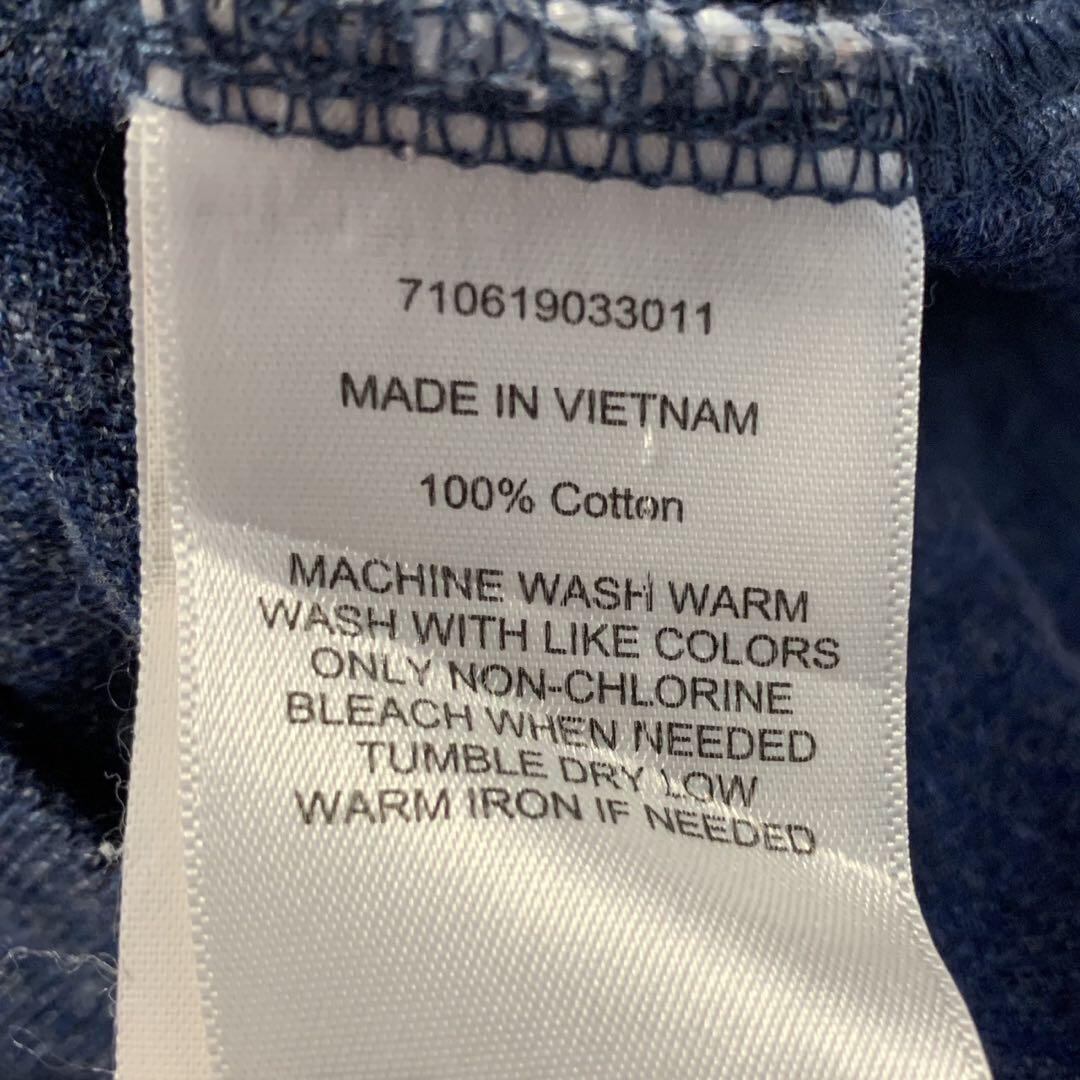 710619033011
MADE IN VIETNAM
100% Cotton
MACHINE WASH WARM
WASH WITH LIKE COLORS
ONLY NON-CHLORINE
BLEACH WHEN NEEDED
TUMBLE DRY LOW
WARM IRON IF NEEDED